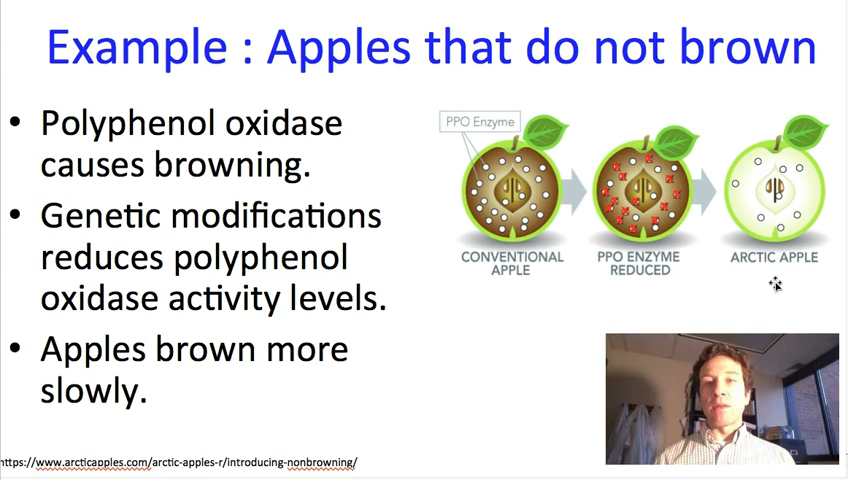 Example : Apples that do not brown
• Polyphenol oxidase
causes browning.
• Genetic modifications
reduces polyphenol
oxidase activity levels.
• Apples brown more
slowly.
PPO Enzyme
CONVENTIONAL
APPLE
PPO ENZYME
REDUCED
ARCTIC APPLE
https://www.arcticapples.com/arctic-apples-r/introducing-nonbrowning/